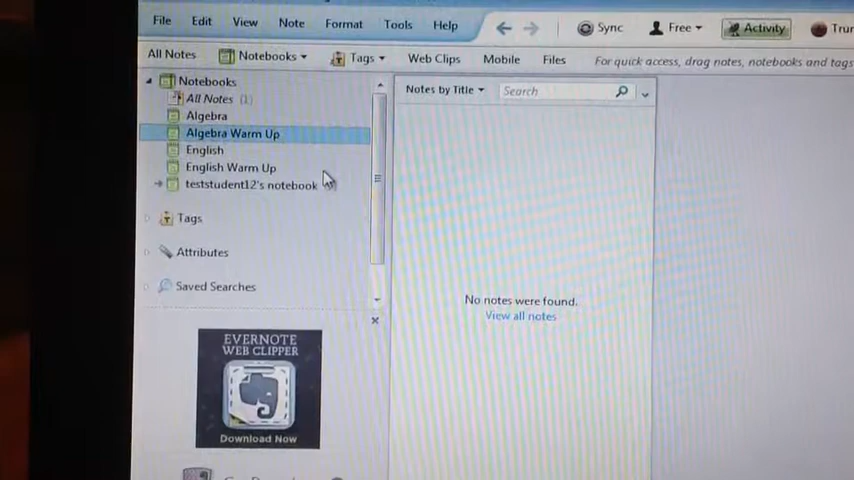 File Edit View Note Format Tools Help Sync Free Activity
All Notes Notebooks Tags Web Clips Mobile Files For quick access, drag notes, notebooks and tags
Notebooks
All Notes (1)
Algebra
Algebra Warm Up
English
English Warm Up
teststudent12's notebook
Tags
Attributes
Saved Searches
EVERNOTE
WEB CLIPPER
Download Now
Notes by Title Search
No notes were found.
View all notes